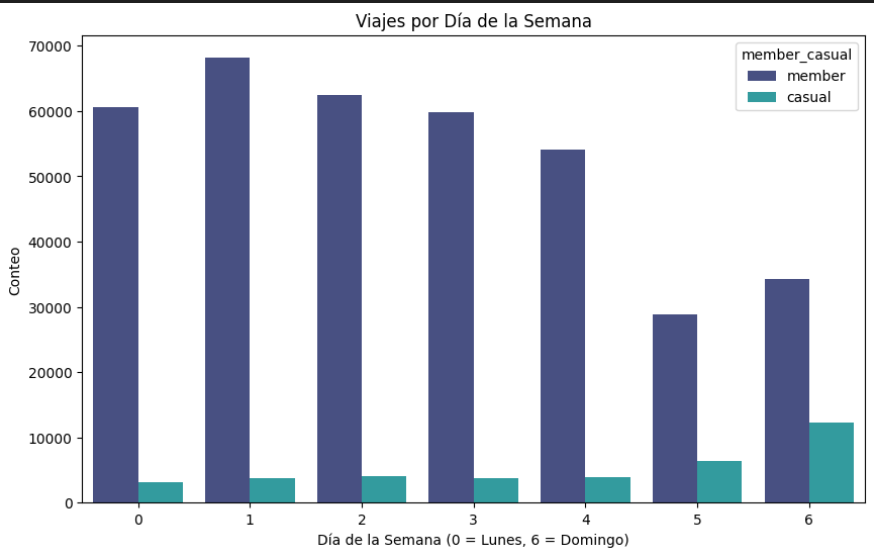 Viajes por Día de la Semana
member_casual
member
casual
Conteo
70000
60000
50000
40000
30000
20000
10000
0
0 1 2 3 4 5 6
Día de la Semana (0 = Lunes, 6 = Domingo)